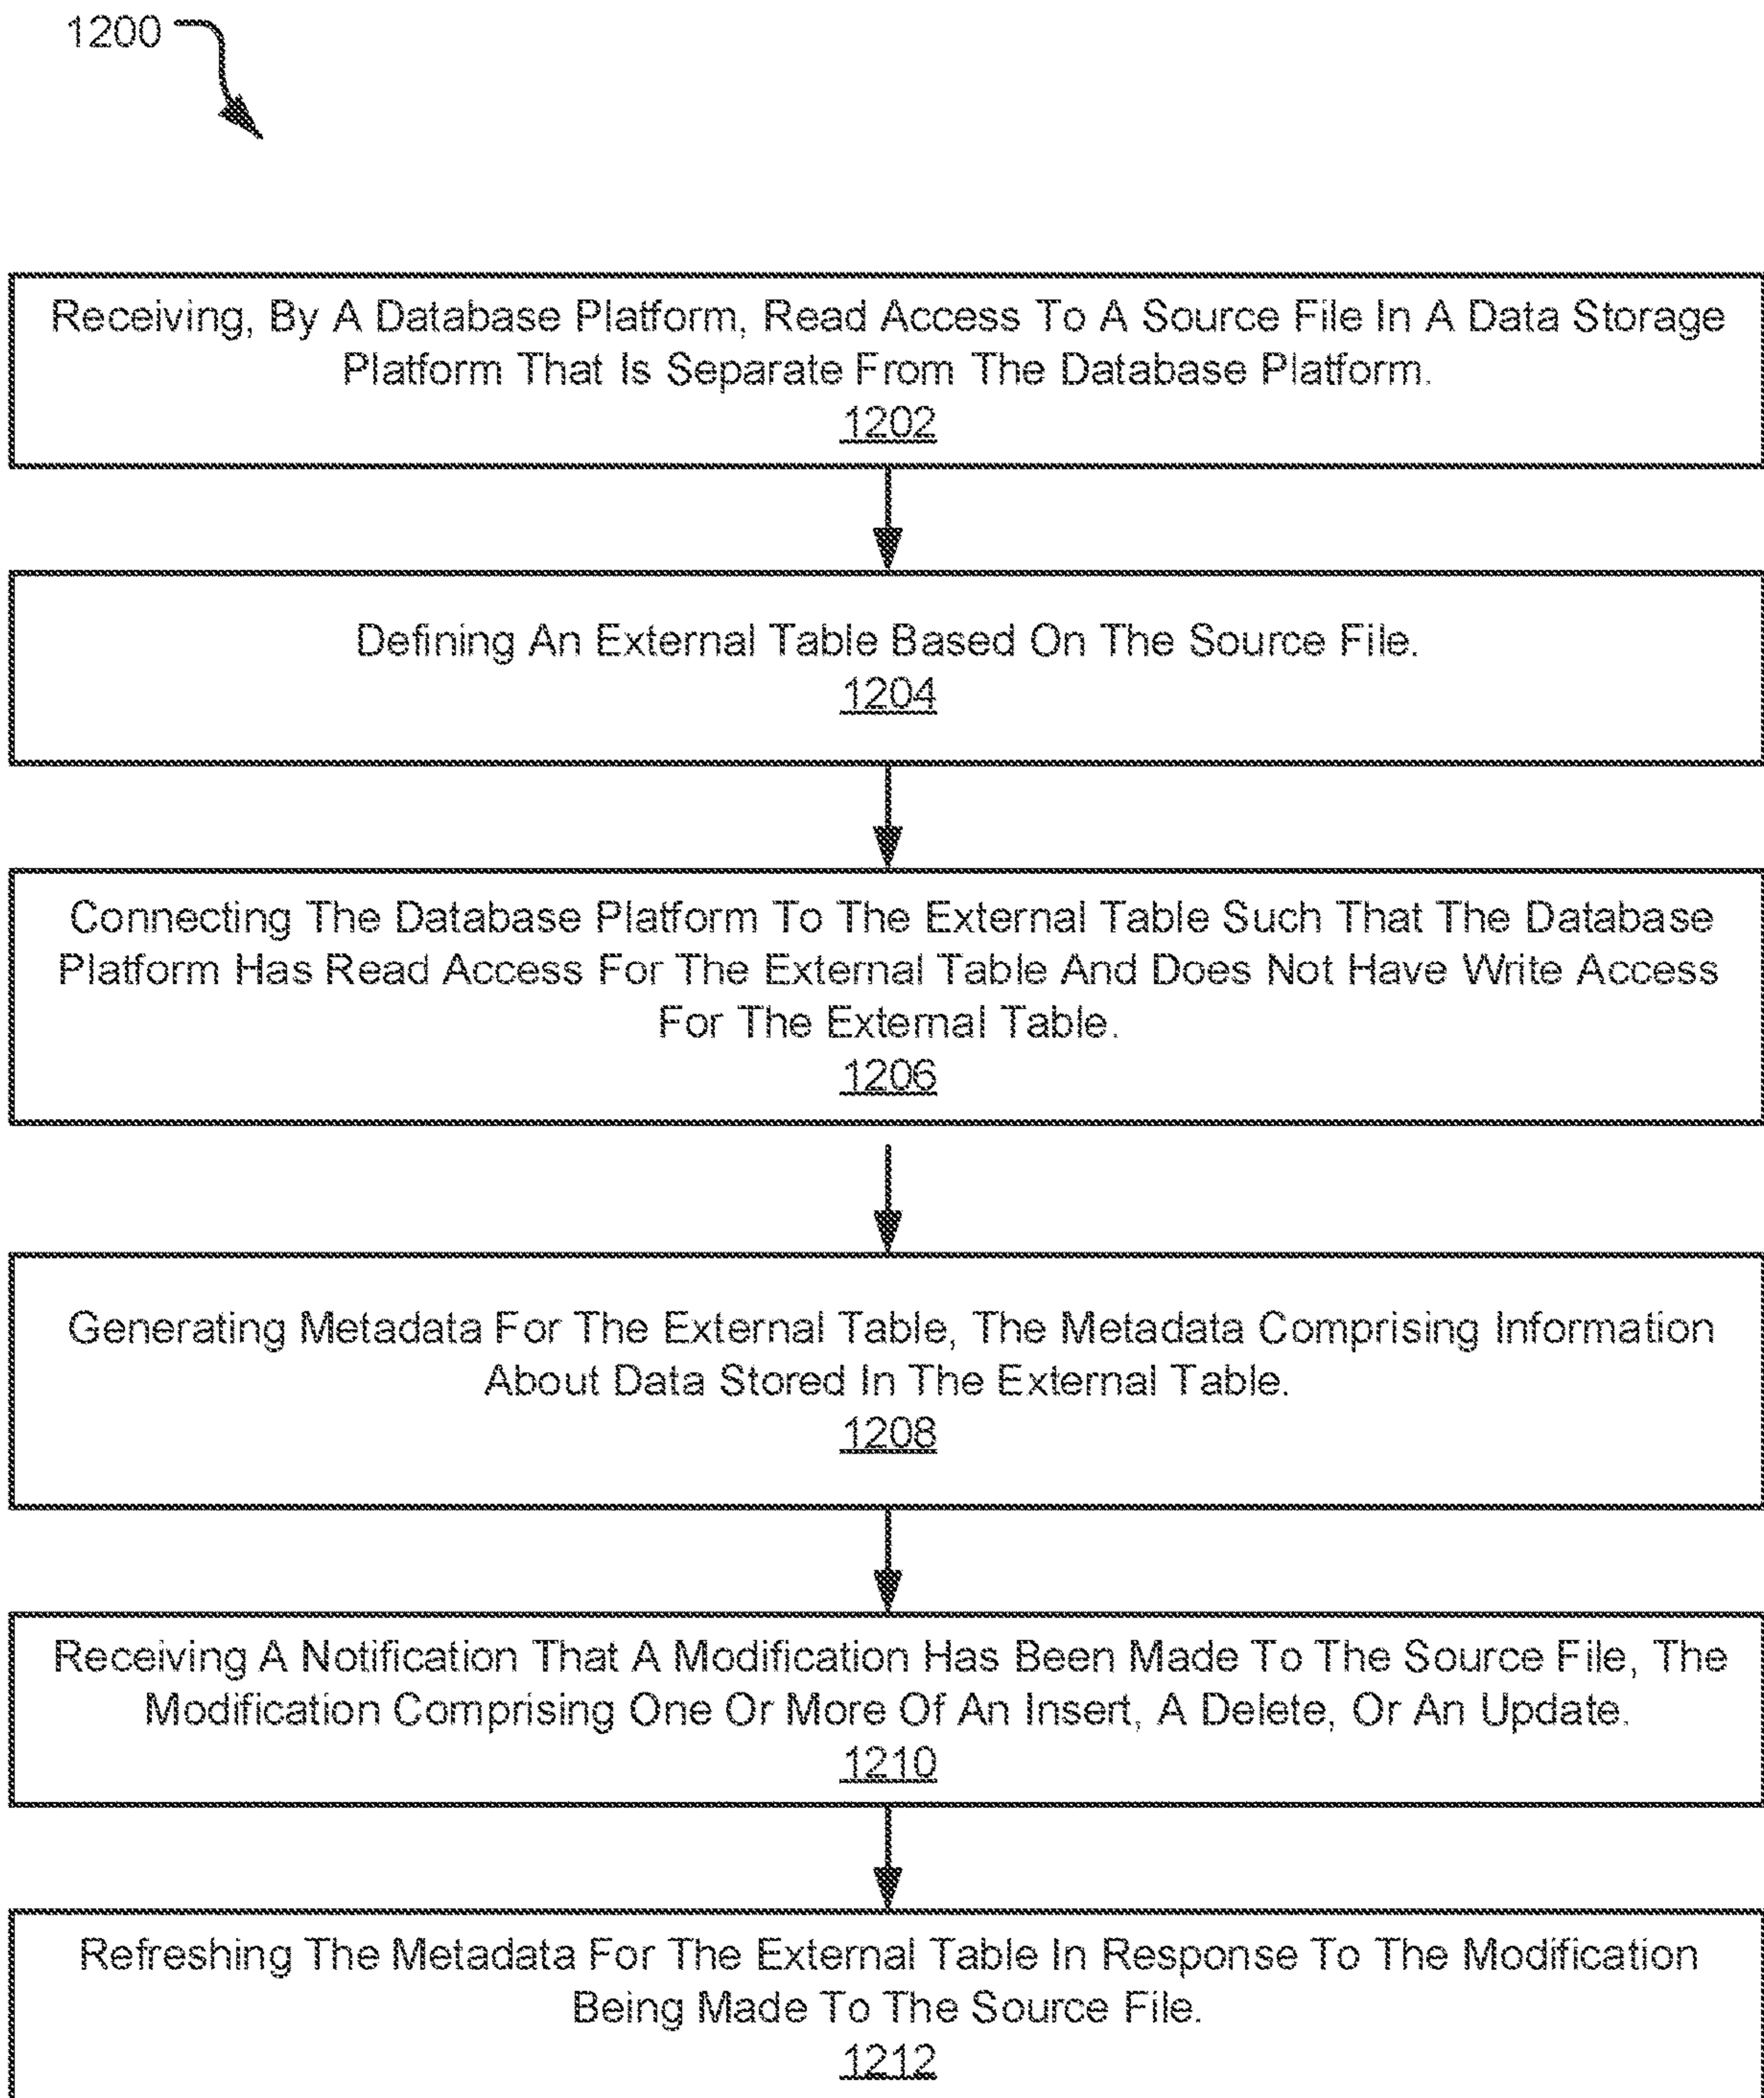 1200
Receiving, By A Database Platform, Read Access To A Source File In A Data Storage
Platform That Is Separate From The Database Platform.
1202
Defining An External Table Based On The Source File.
1204
Connecting The Database Platform To The External Table Such That The Database
Platform Has Read Access For The External Table And Does Not Have Write Access
For The External Table.
1206
Generating Metadata For The External Table, The Metadata Comprising Information
About Data Stored In The External Table.
1208
Receiving A Notification That A Modification Has Been Made To The Source File, The
Modification Comprising One Or More Of An Insert, A Delete, Or An Update.
1210
Refreshing The Metadata For The External Table In Response To The Modification
Being Made To The Source File.
1212